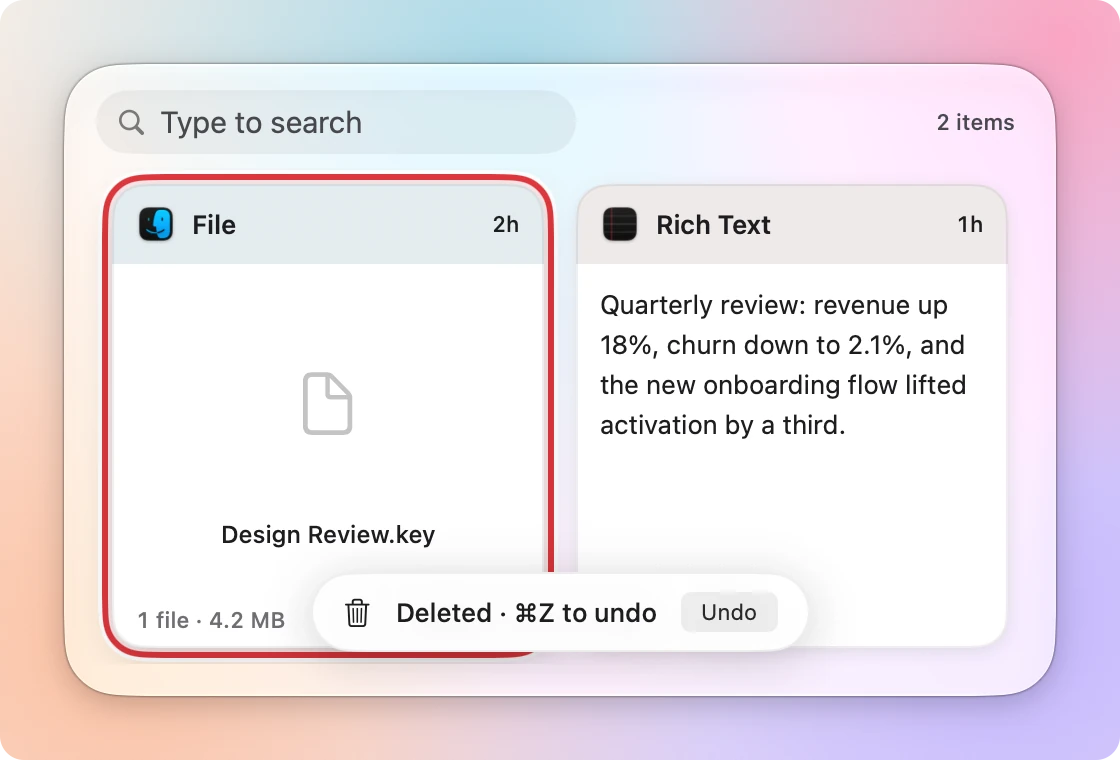 Type to search
2 items
File
2h
Design Review.key
1 file · 4.2 MB
Rich Text
1h
Quarterly review: revenue up
18%, churn down to 2.1%, and
the new onboarding flow lifted
activation by a third.
Deleted · ⌘Z to undo
Undo